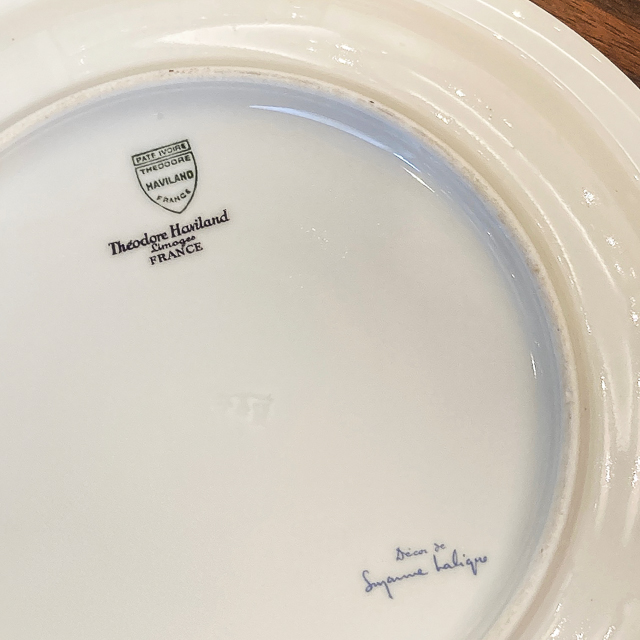 PATE IVOIRE
THEODORE
HAVILAND
FRANCE
Théodore Haviland
Limoges
FRANCE
Décor de
Suzanne Lalique